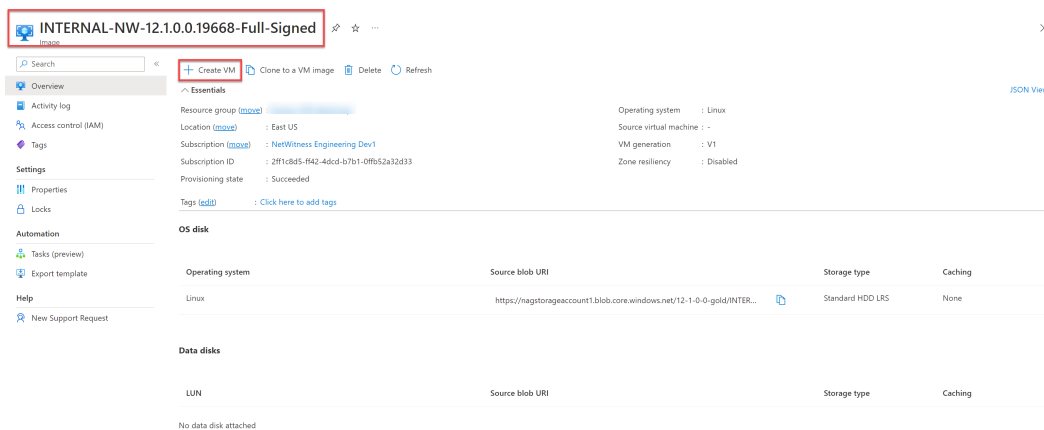 INTERNAL-NW-12.1.0.0.19668-Full-Signed
Image
Search
Overview
Activity log
Access control (IAM)
Tags
Settings
Properties
Locks
Automation
Tasks (preview)
Export template
Help
New Support Request
Create VM Clone to a VM image Delete Refresh
Essentials
JSON View
Resource group (move)
Location (move) : East US
Subscription (move) : NetWitness Engineering Dev1
Subscription ID : 2ff1c8d5-ff42-4dcd-b7b1-0ffb52a32d33
Provisioning state : Succeeded
Operating system : Linux
Source virtual machine : -
VM generation : V1
Zone resiliency : Disabled
Tags (edit) : Click here to add tags
OS disk
Operating system Source blob URI Storage type Caching
Linux https://nagstorageaccount1.blob.core.windows.net/12-1-0-0-gold/INTER... Standard HDD LRS None
Data disks
LUN Source blob URI Storage type Caching
No data disk attached